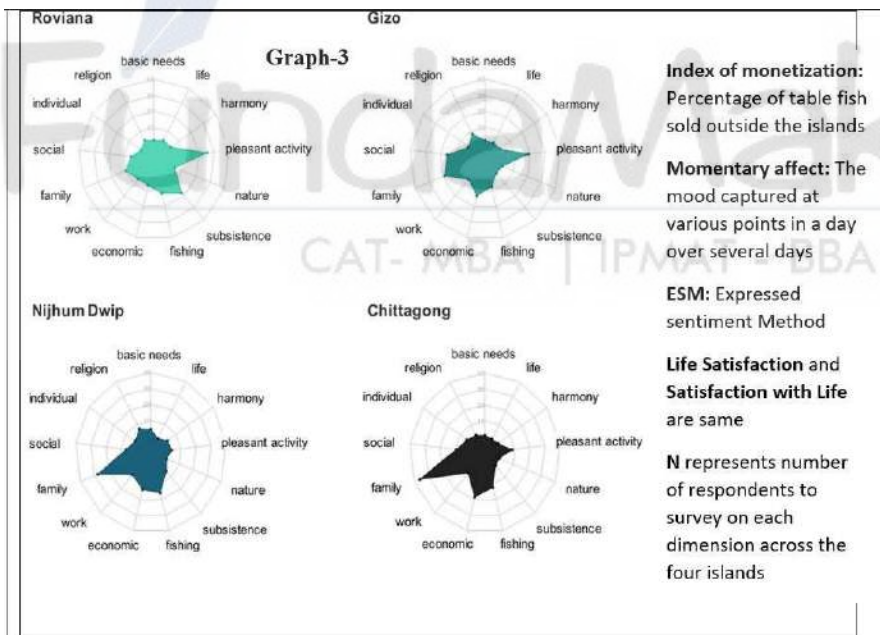 Roviana
Gizo
Graph-3
basic needs
life
harmony
pleasant activity
nature
subsistence
fishing
economic
work
family
social
individual
religion
basic needs
life
harmony
pleasant activity
nature
subsistence
fishing
economic
work
family
social
individual
religion
Nijhum Dwip
Chittagong
basic needs
life
harmony
pleasant activity
nature
subsistence
fishing
economic
work
family
social
individual
religion
basic needs
life
harmony
pleasant activity
nature
subsistence
fishing
economic
work
family
social
individual
religion
Index of monetization:
Percentage of table fish
sold outside the islands
Momentary affect: The
mood captured at
various points in a day
over several days
ESM: Expressed
sentiment Method
Life Satisfaction and
Satisfaction with Life
are same
N represents number
of respondents to
survey on each
dimension across the
four islands
FundaMak
CAT- MBA | IPMAT - BBA